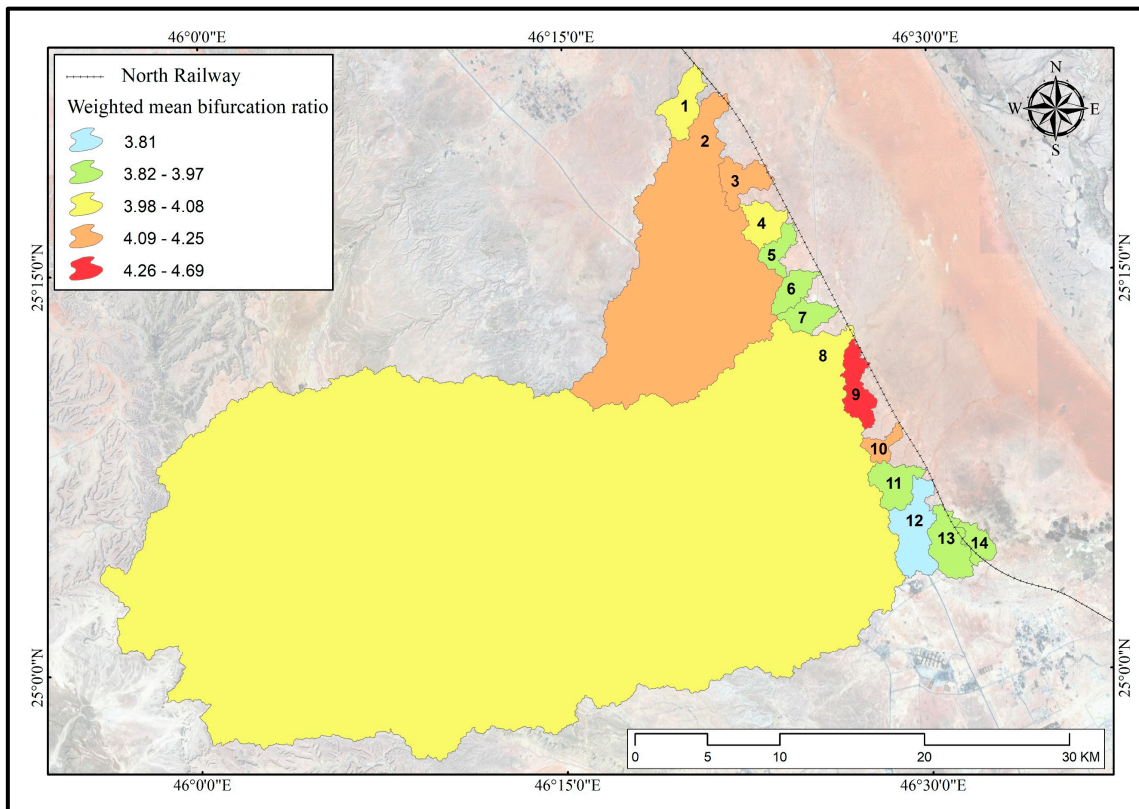 46°0'0"E 46°15'0"E 46°30'0"E
North Railway
Weighted mean bifurcation ratio
3.81
3.82 - 3.97
3.98 - 4.08
4.09 - 4.25
4.26 - 4.69
N
W E
S
1
2
3
4
5
6
7
8
9
10
11
12
13
14
25°15'0"N 25°15'0"N
25°0'0"N 25°0'0"N
0 5 10 20 30 KM
46°0'0"E 46°15'0"E 46°30'0"E